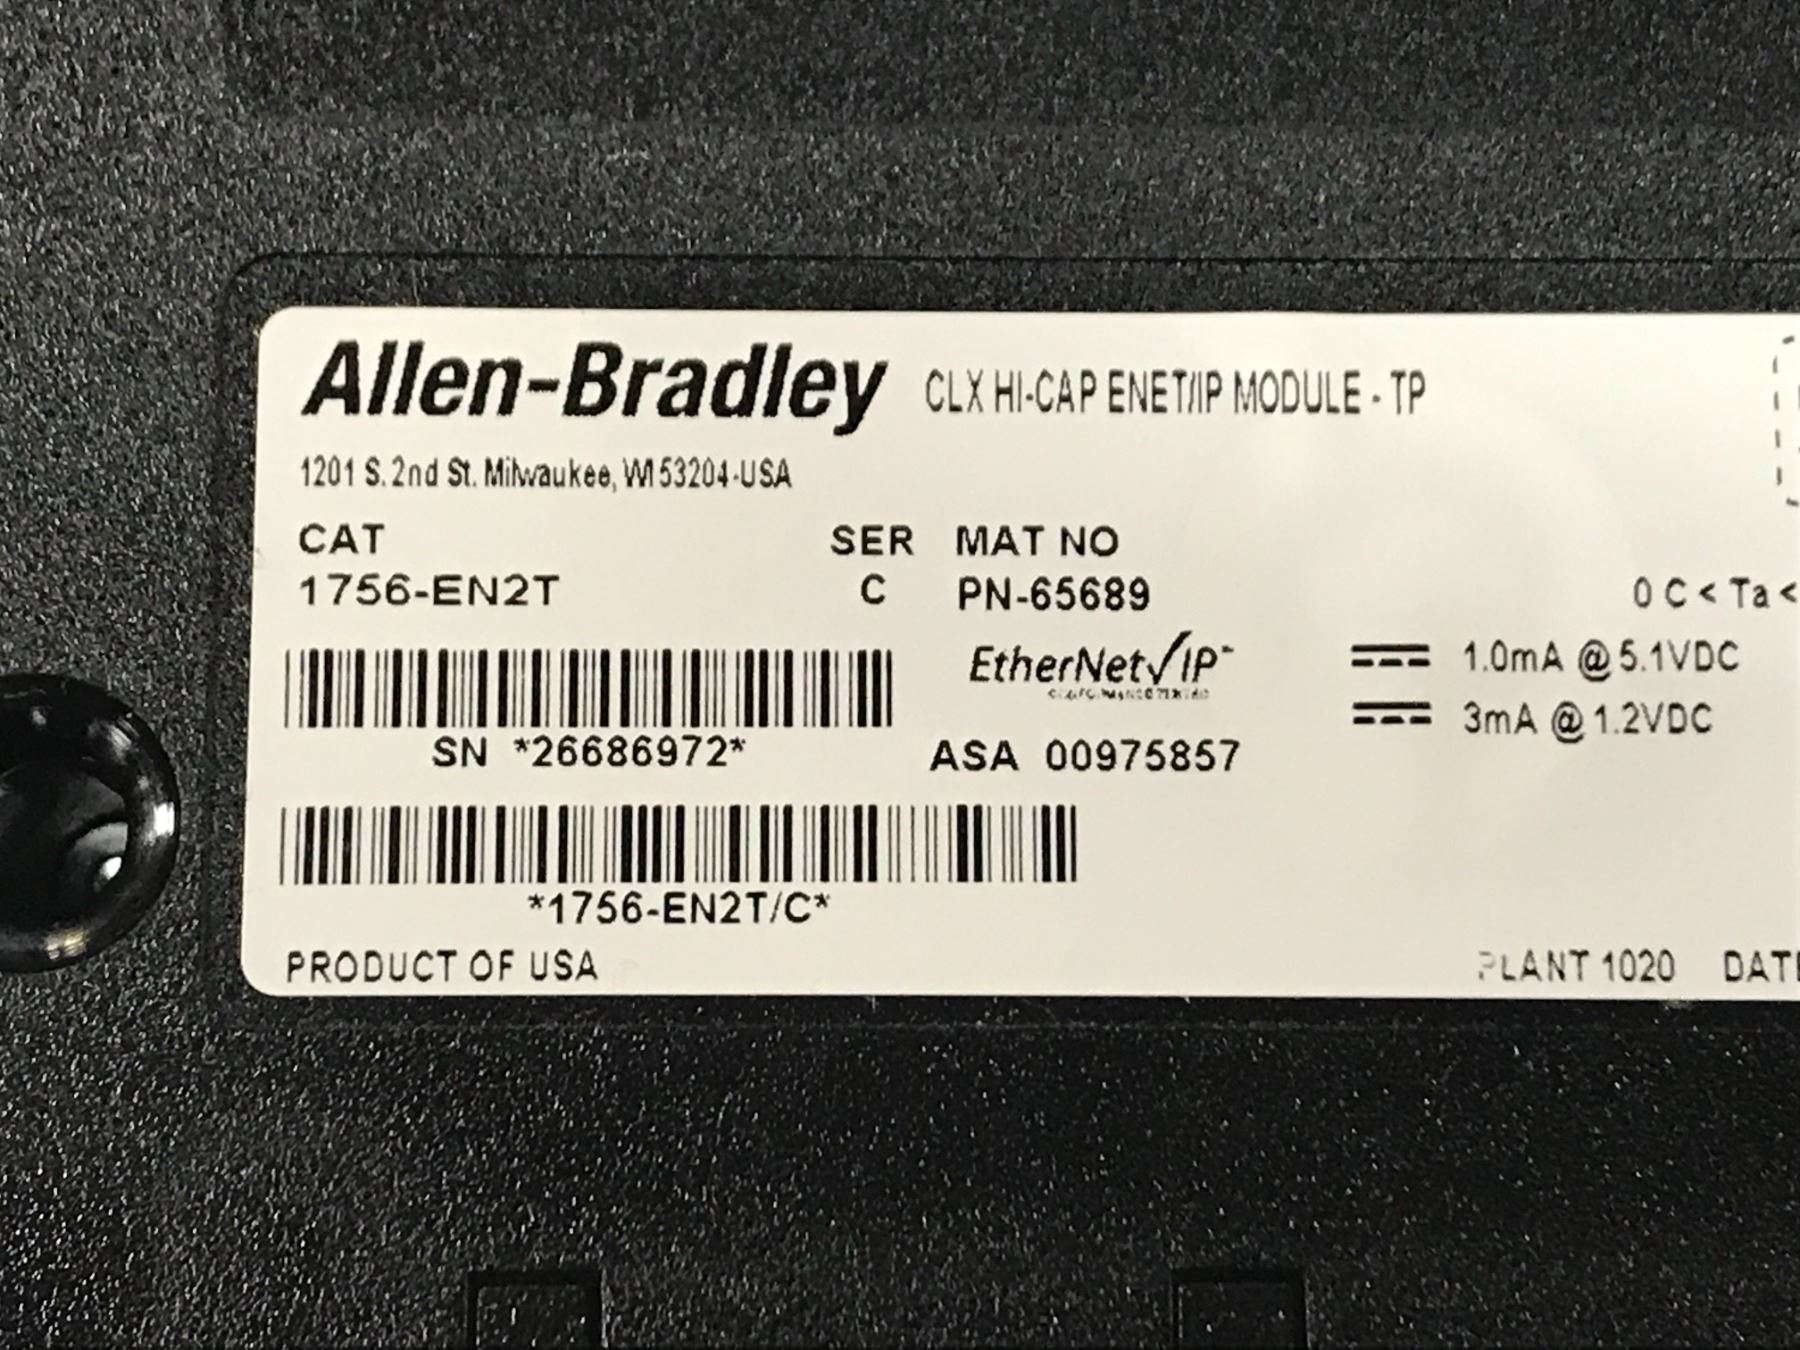 Allen-Bradley CLX HI-CAP ENET/IP MODULE - TP
1201 S. 2nd St. Milwaukee, WI 53204-USA
CAT SER MAT NO
1756-EN2T C PN-65689
0 C < Ta <
EtherNet/IP™
1.0mA @ 5.1VDC
3mA @ 1.2VDC
SN *26686972* ASA 00975857
*1756-EN2T/C*
PRODUCT OF USA PLANT 1020 DATE